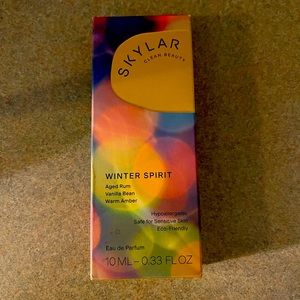 SKYLAR
CLEAN BEAUTY
WINTER SPIRIT
Aged Rum
Vanilla Bean
Warm Amber
Hypoallergenic
Safe for Sensitive Skin
Eco-Friendly
Eau de Parfum
10 ML – 0.33 FL OZ